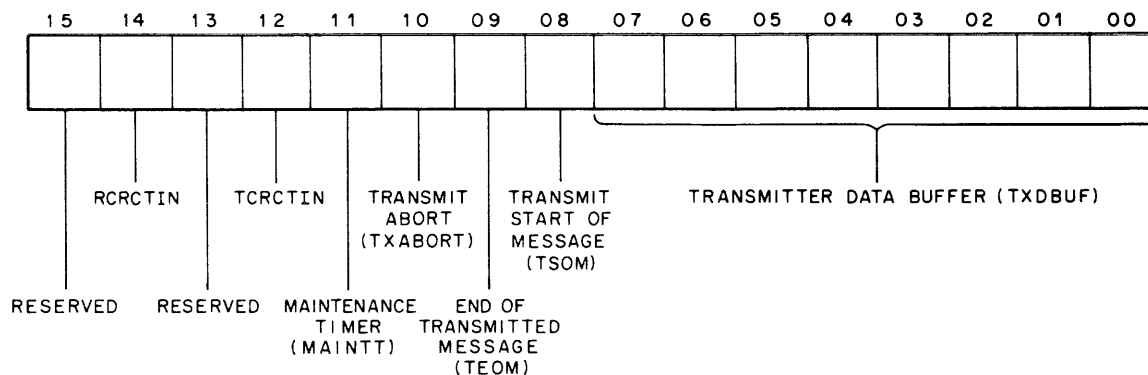 15 14 13 12 11 10 09 08 07 06 05 04 03 02 01 00
RCRCTIN
TCRCTIN
TRANSMIT
ABORT
(TXABORT)
TRANSMIT
START OF
MESSAGE
(TSOM)
TRANSMITTER DATA BUFFER (TXDBUF)
RESERVED
RESERVED
MAINTENANCE
TIMER
(MAINTT)
END OF
TRANSMITTED
MESSAGE
(TEOM)